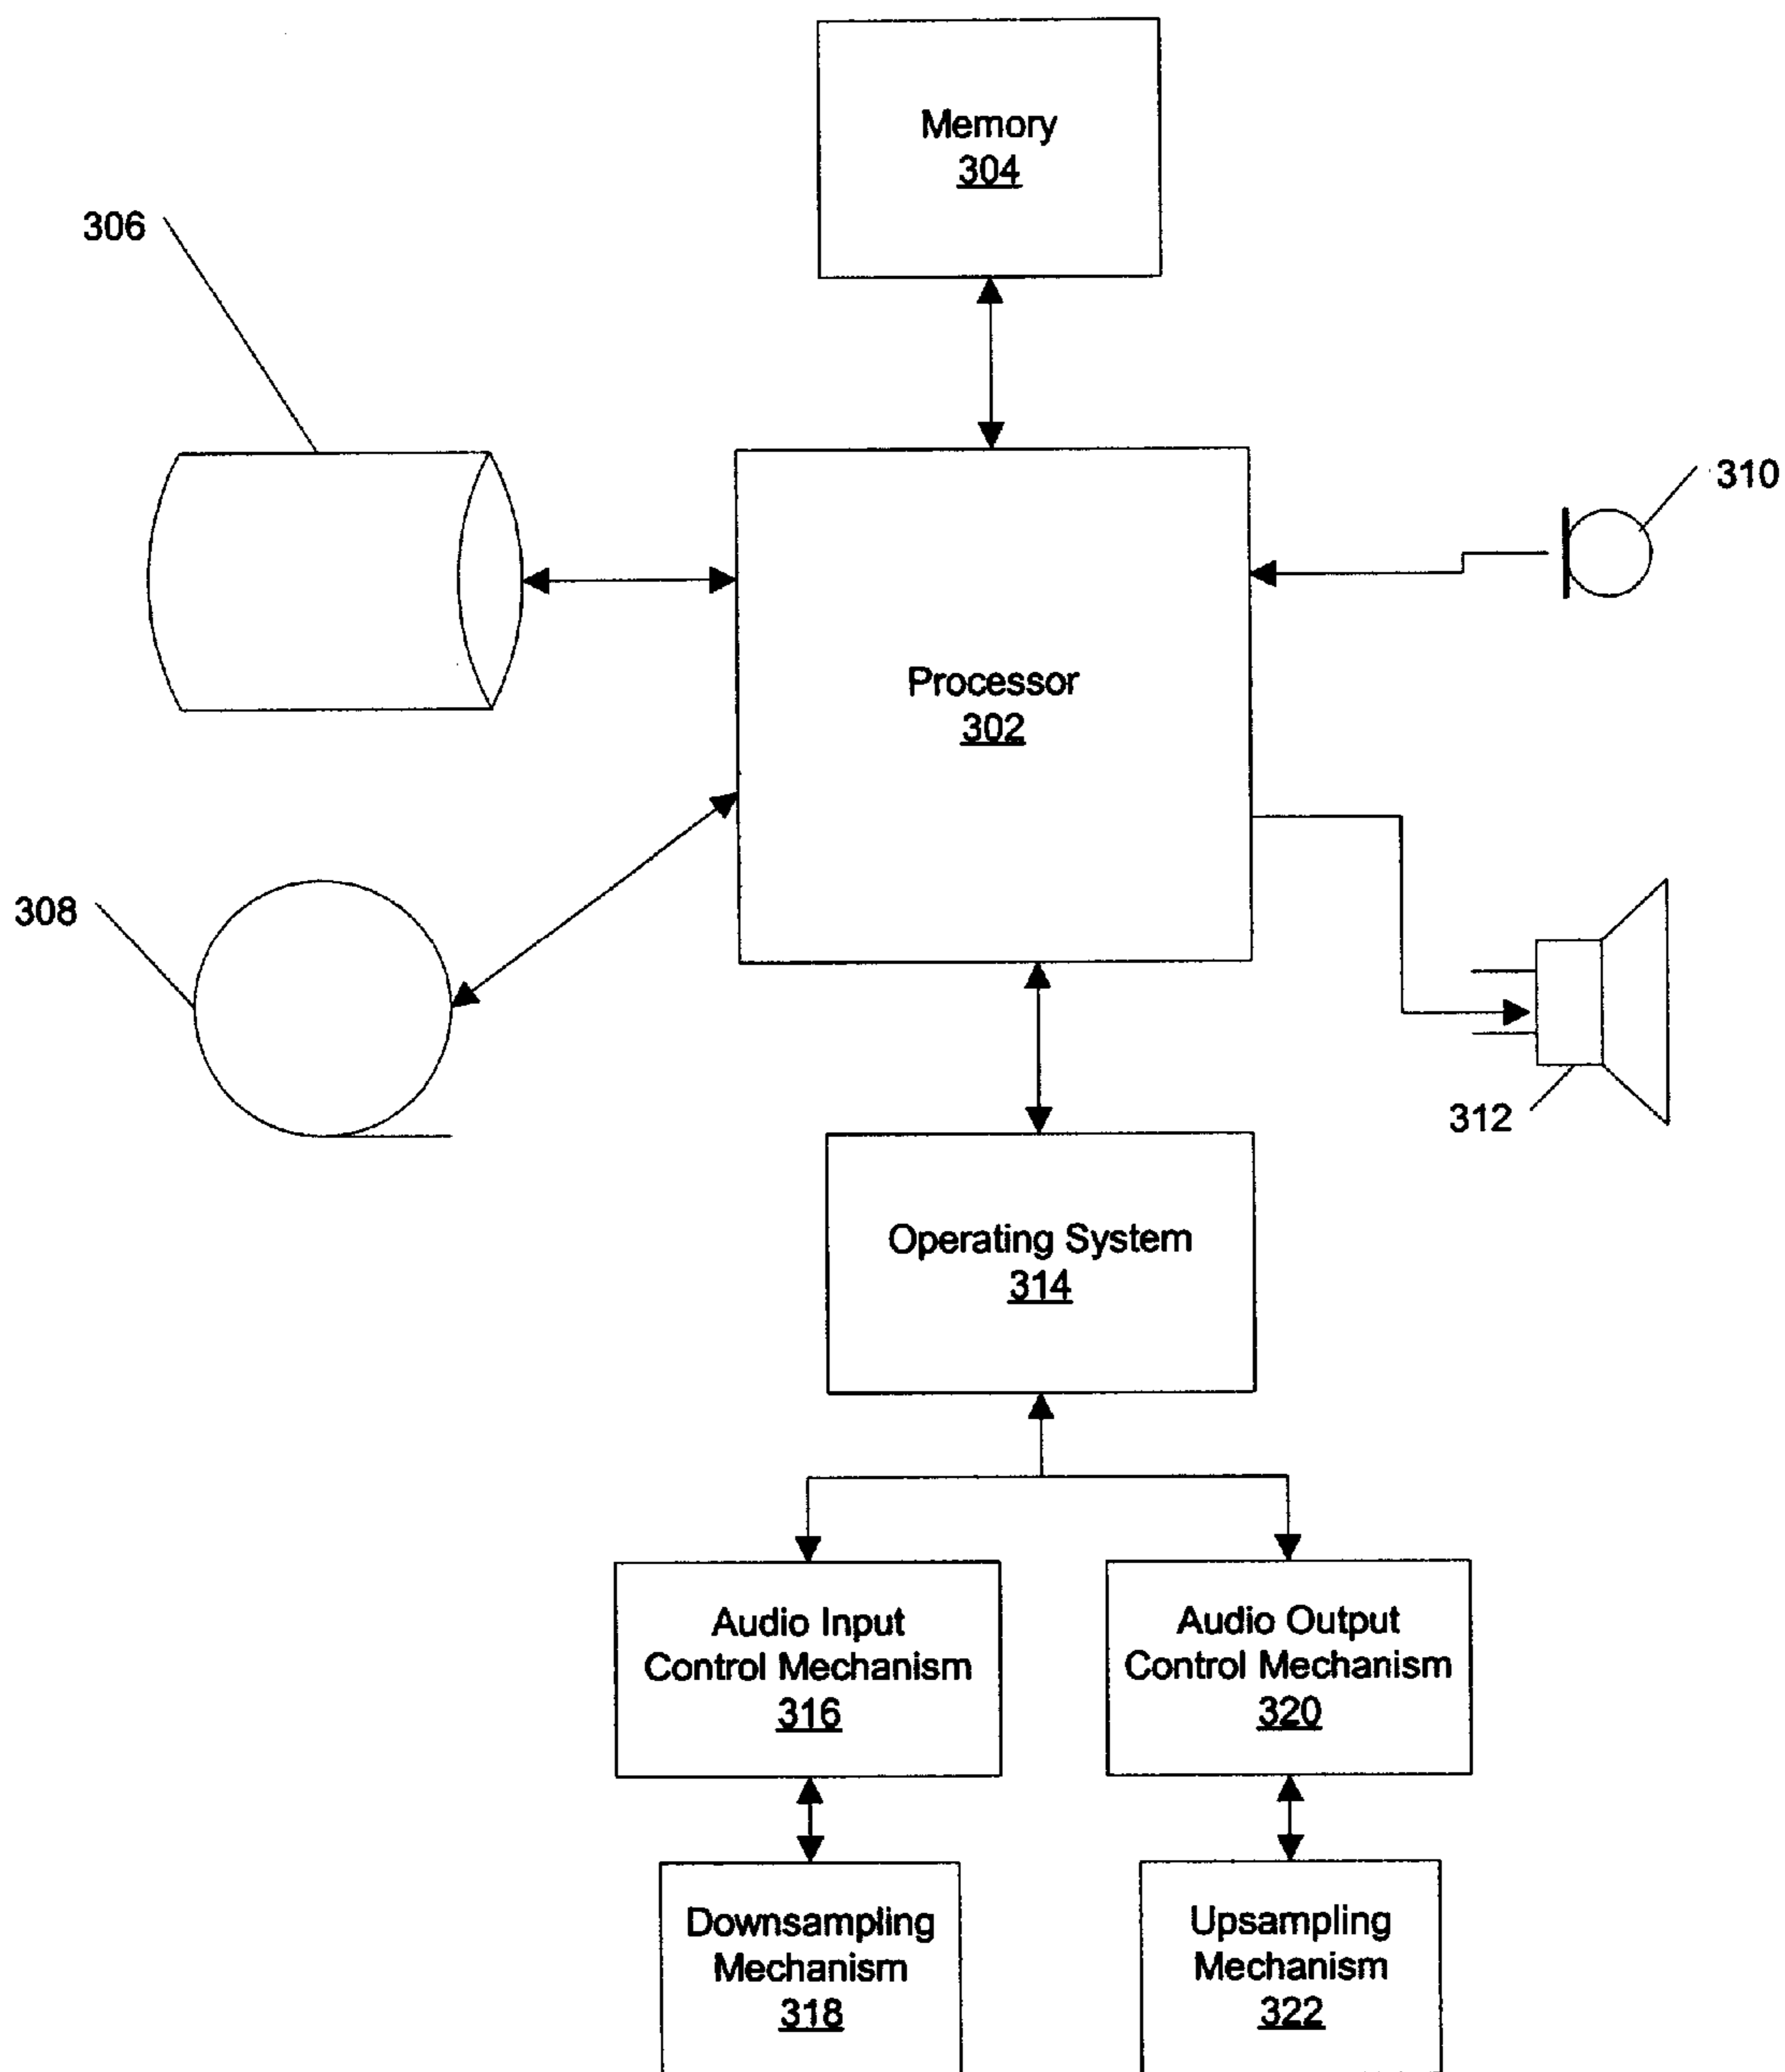 Memory
304
306
310
Processor
302
308
312
Operating System
314
Audio Input
Control Mechanism
316
Audio Output
Control Mechanism
320
Downsampling
Mechanism
318
Upsampling
Mechanism
322